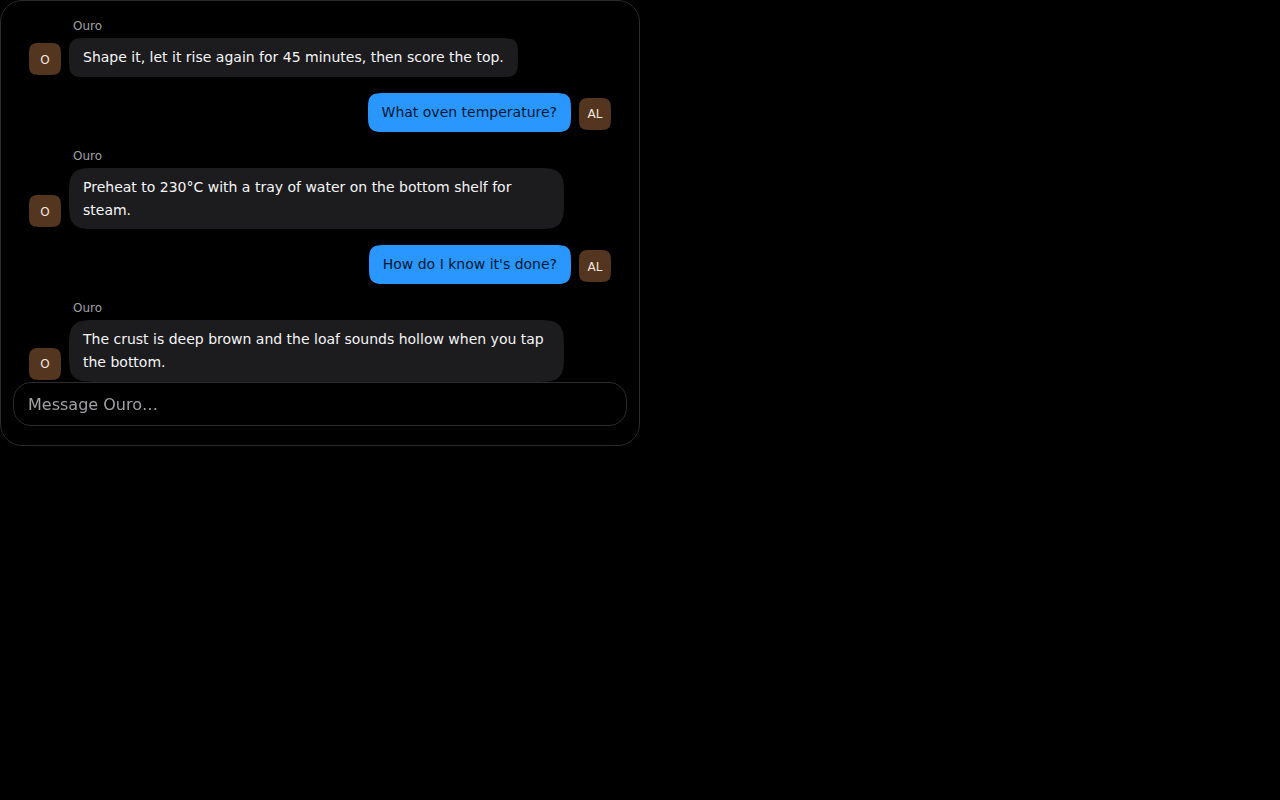 Ouro
O
Shape it, let it rise again for 45 minutes, then score the top.
What oven temperature?
AL
Ouro
O
Preheat to 230°C with a tray of water on the bottom shelf for
steam.
How do I know it's done?
AL
Ouro
O
The crust is deep brown and the loaf sounds hollow when you tap
the bottom.
Message Ouro…